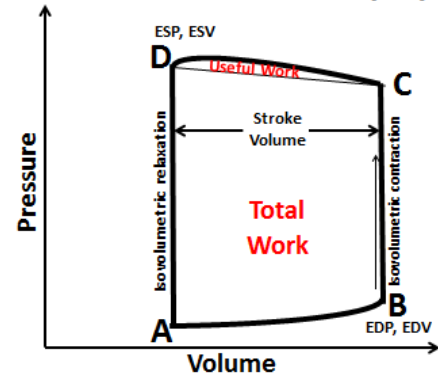 ESP, ESV
D
Useful Work
C
Stroke
Volume
Pressure
Isovolumetric relaxation
Isovolumetric contraction
Total
Work
B
A
EDP, EDV
Volume